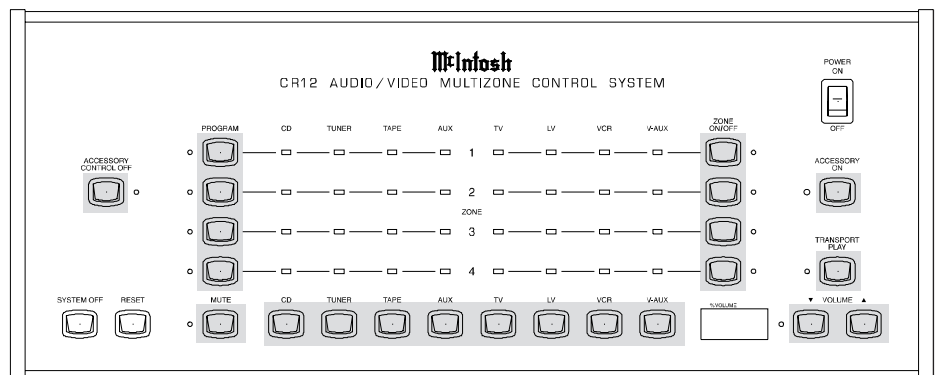 McIntosh
CR12 AUDIO/VIDEO MULTIZONE CONTROL SYSTEM
POWER
ON
OFF
PROGRAM CD TUNER TAPE AUX TV LV VCR V-AUX ZONE ON/OFF
1
ACCESSORY
CONTROL OFF
ACCESSORY
ON
2
ZONE
3
TRANSPORT
PLAY
4
SYSTEM OFF RESET MUTE CD TUNER TAPE AUX TV LV VCR V-AUX %VOLUME ▼ VOLUME ▲